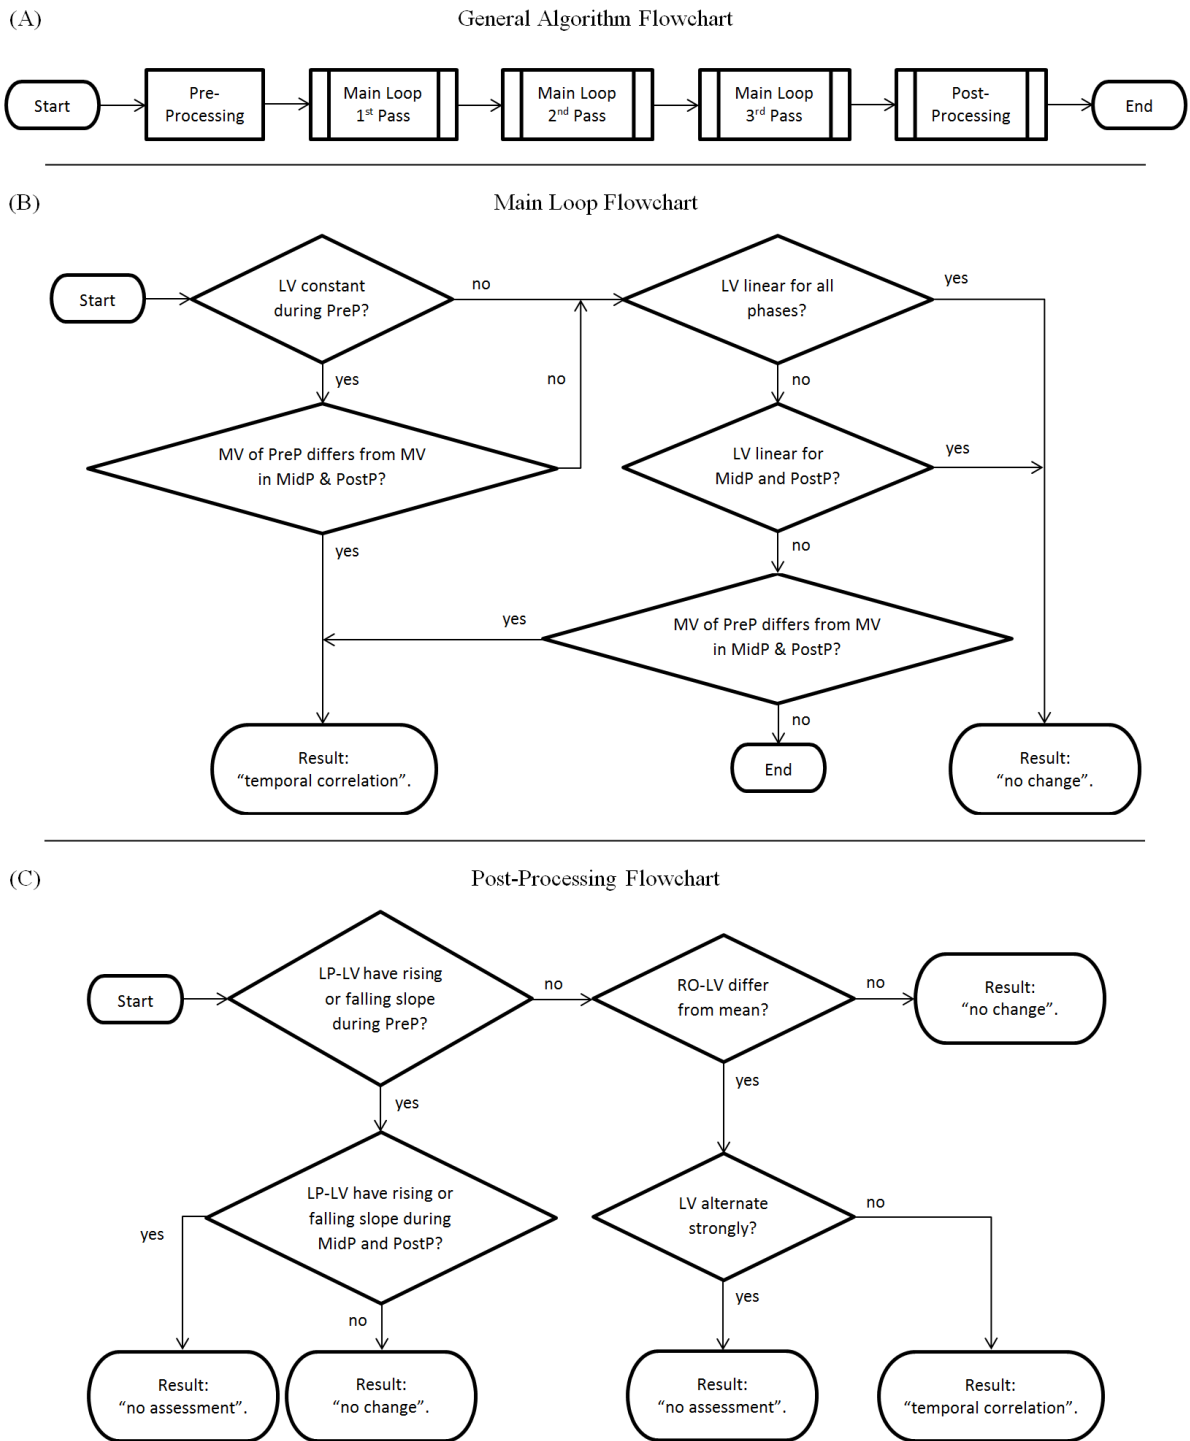 (A)
General Algorithm Flowchart
Start
Pre-
Processing
Main Loop
1st Pass
Main Loop
2nd Pass
Main Loop
3rd Pass
Post-
Processing
End
(B)
Main Loop Flowchart
Start
LV constant
during PreP?
no
LV linear for all
phases?
yes
yes
no
no
MV of PreP differs from MV
in MidP & PostP?
LV linear for
MidP and PostP?
yes
yes
no
yes
MV of PreP differs from MV
in MidP & PostP?
no
Result:
“temporal correlation”.
End
Result:
“no change”.
(C)
Post-Processing Flowchart
Start
LP-LV have rising
or falling slope
during PreP?
no
RO-LV differ
from mean?
no
Result:
“no change”.
yes
yes
LP-LV have rising or
falling slope during
MidP and PostP?
yes
LV alternate
strongly?
no
no
yes
Result:
“no assessment”.
Result:
“no change”.
Result:
“no assessment”.
Result:
“temporal correlation”.